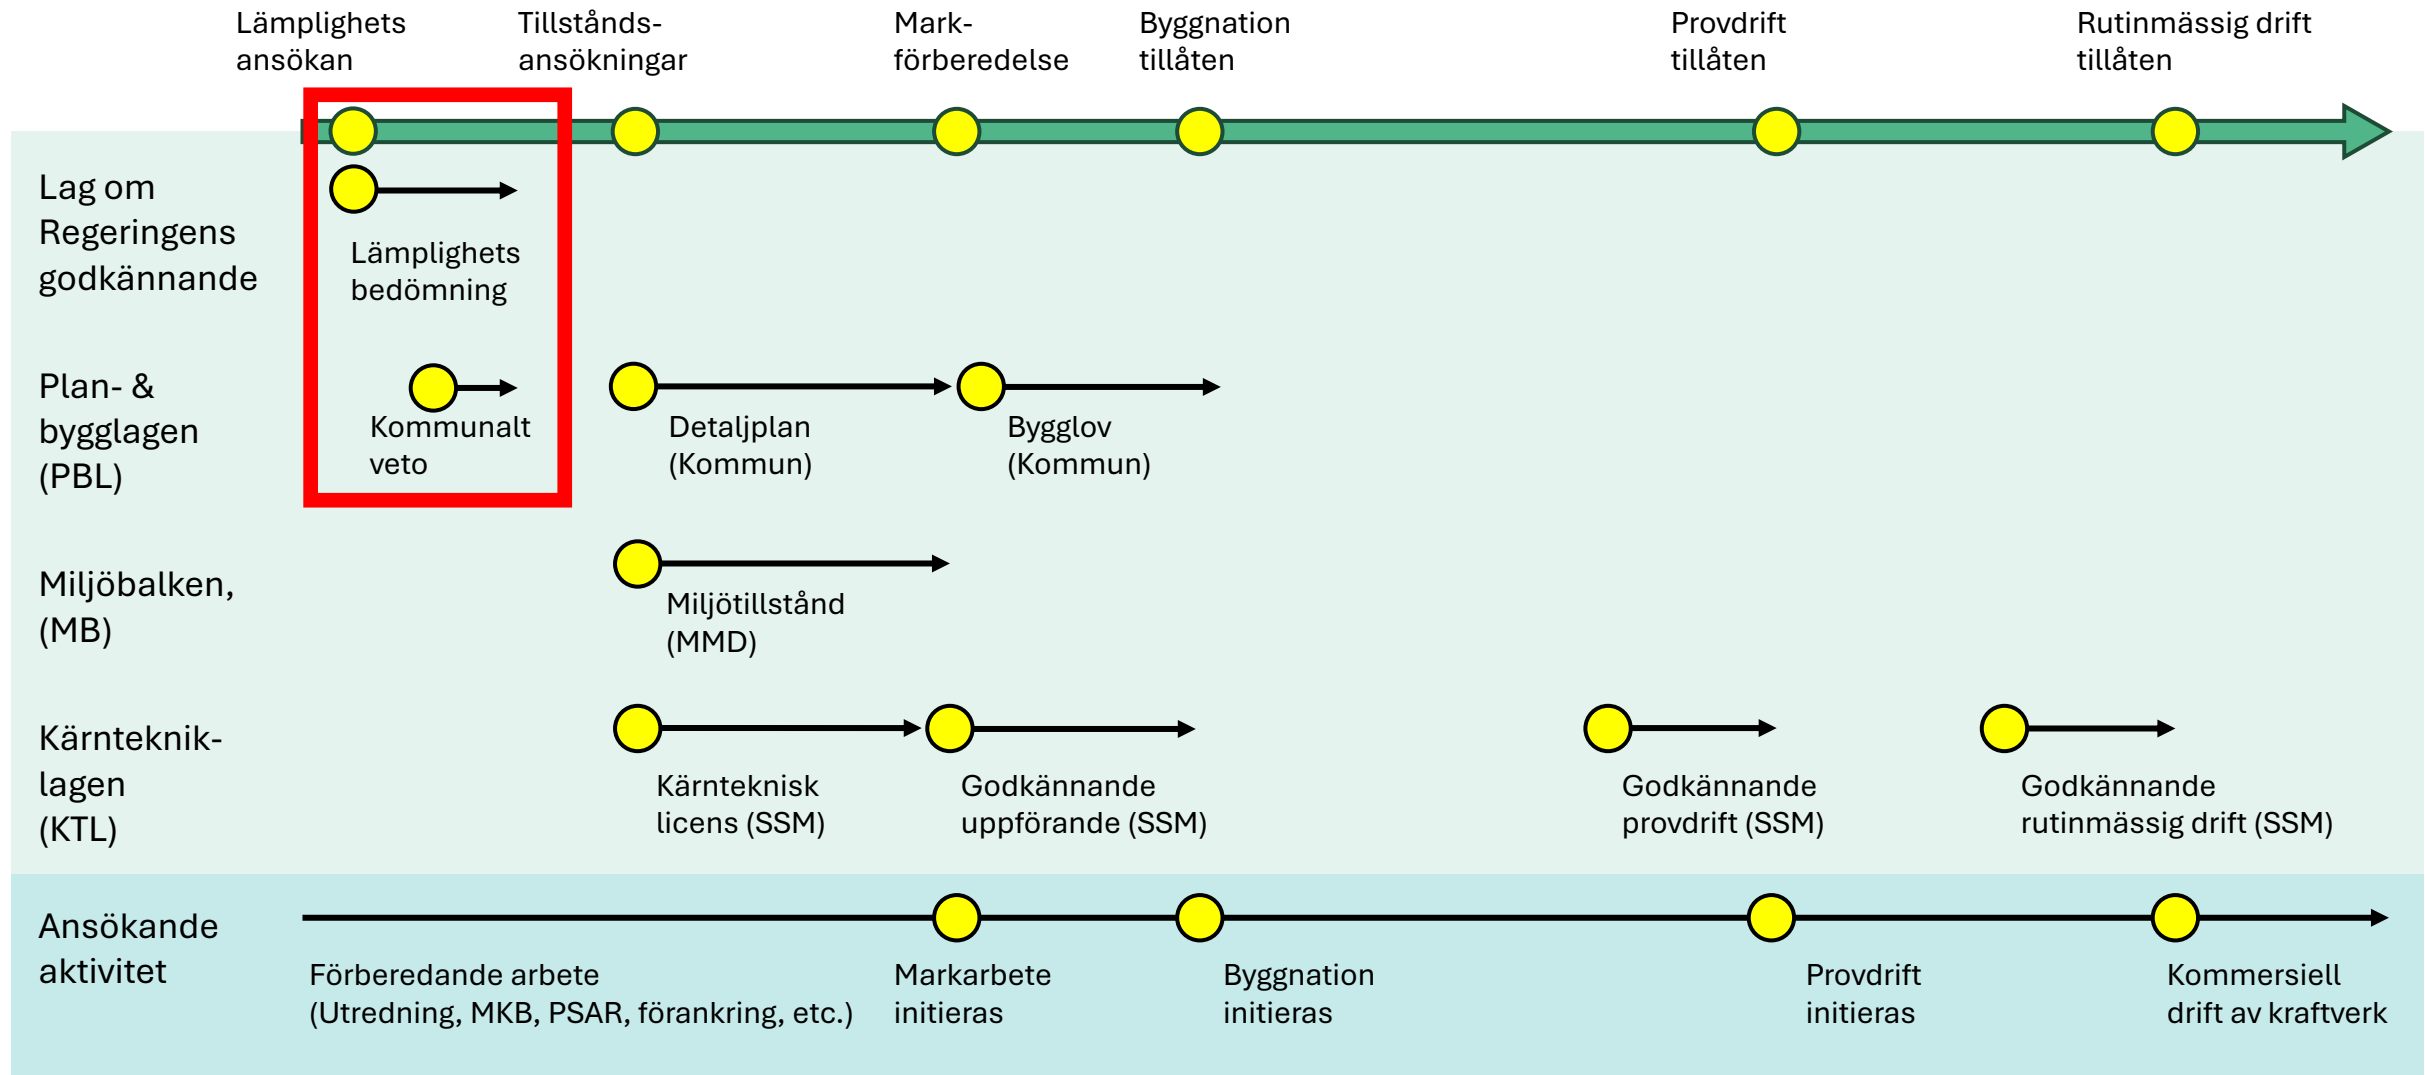 Lämplighets
ansökan
Tillstånds-
ansökningar
Mark-
förberedelse
Byggnation
tillåten
Provdrift
tillåten
Rutinmässig drift
tillåten
Lag om
Regeringens
godkännande
Lämplighets
bedömning
Plan- &
bygglagen
(PBL)
Kommunalt
veto
Detaljplan
(Kommun)
Bygglov
(Kommun)
Miljöbalken,
(MB)
Miljötillstånd
(MMD)
Kärnteknik-
lagen
(KTL)
Kärnteknisk
licens (SSM)
Godkännande
uppförande (SSM)
Godkännande
provdrift (SSM)
Godkännande
rutinmässig drift (SSM)
Ansökande
aktivitet
Förberedande arbete
(Utredning, MKB, PSAR, förankring, etc.)
Markarbete
initieras
Byggnation
initieras
Provdrift
initieras
Kommersiell
drift av kraftverk